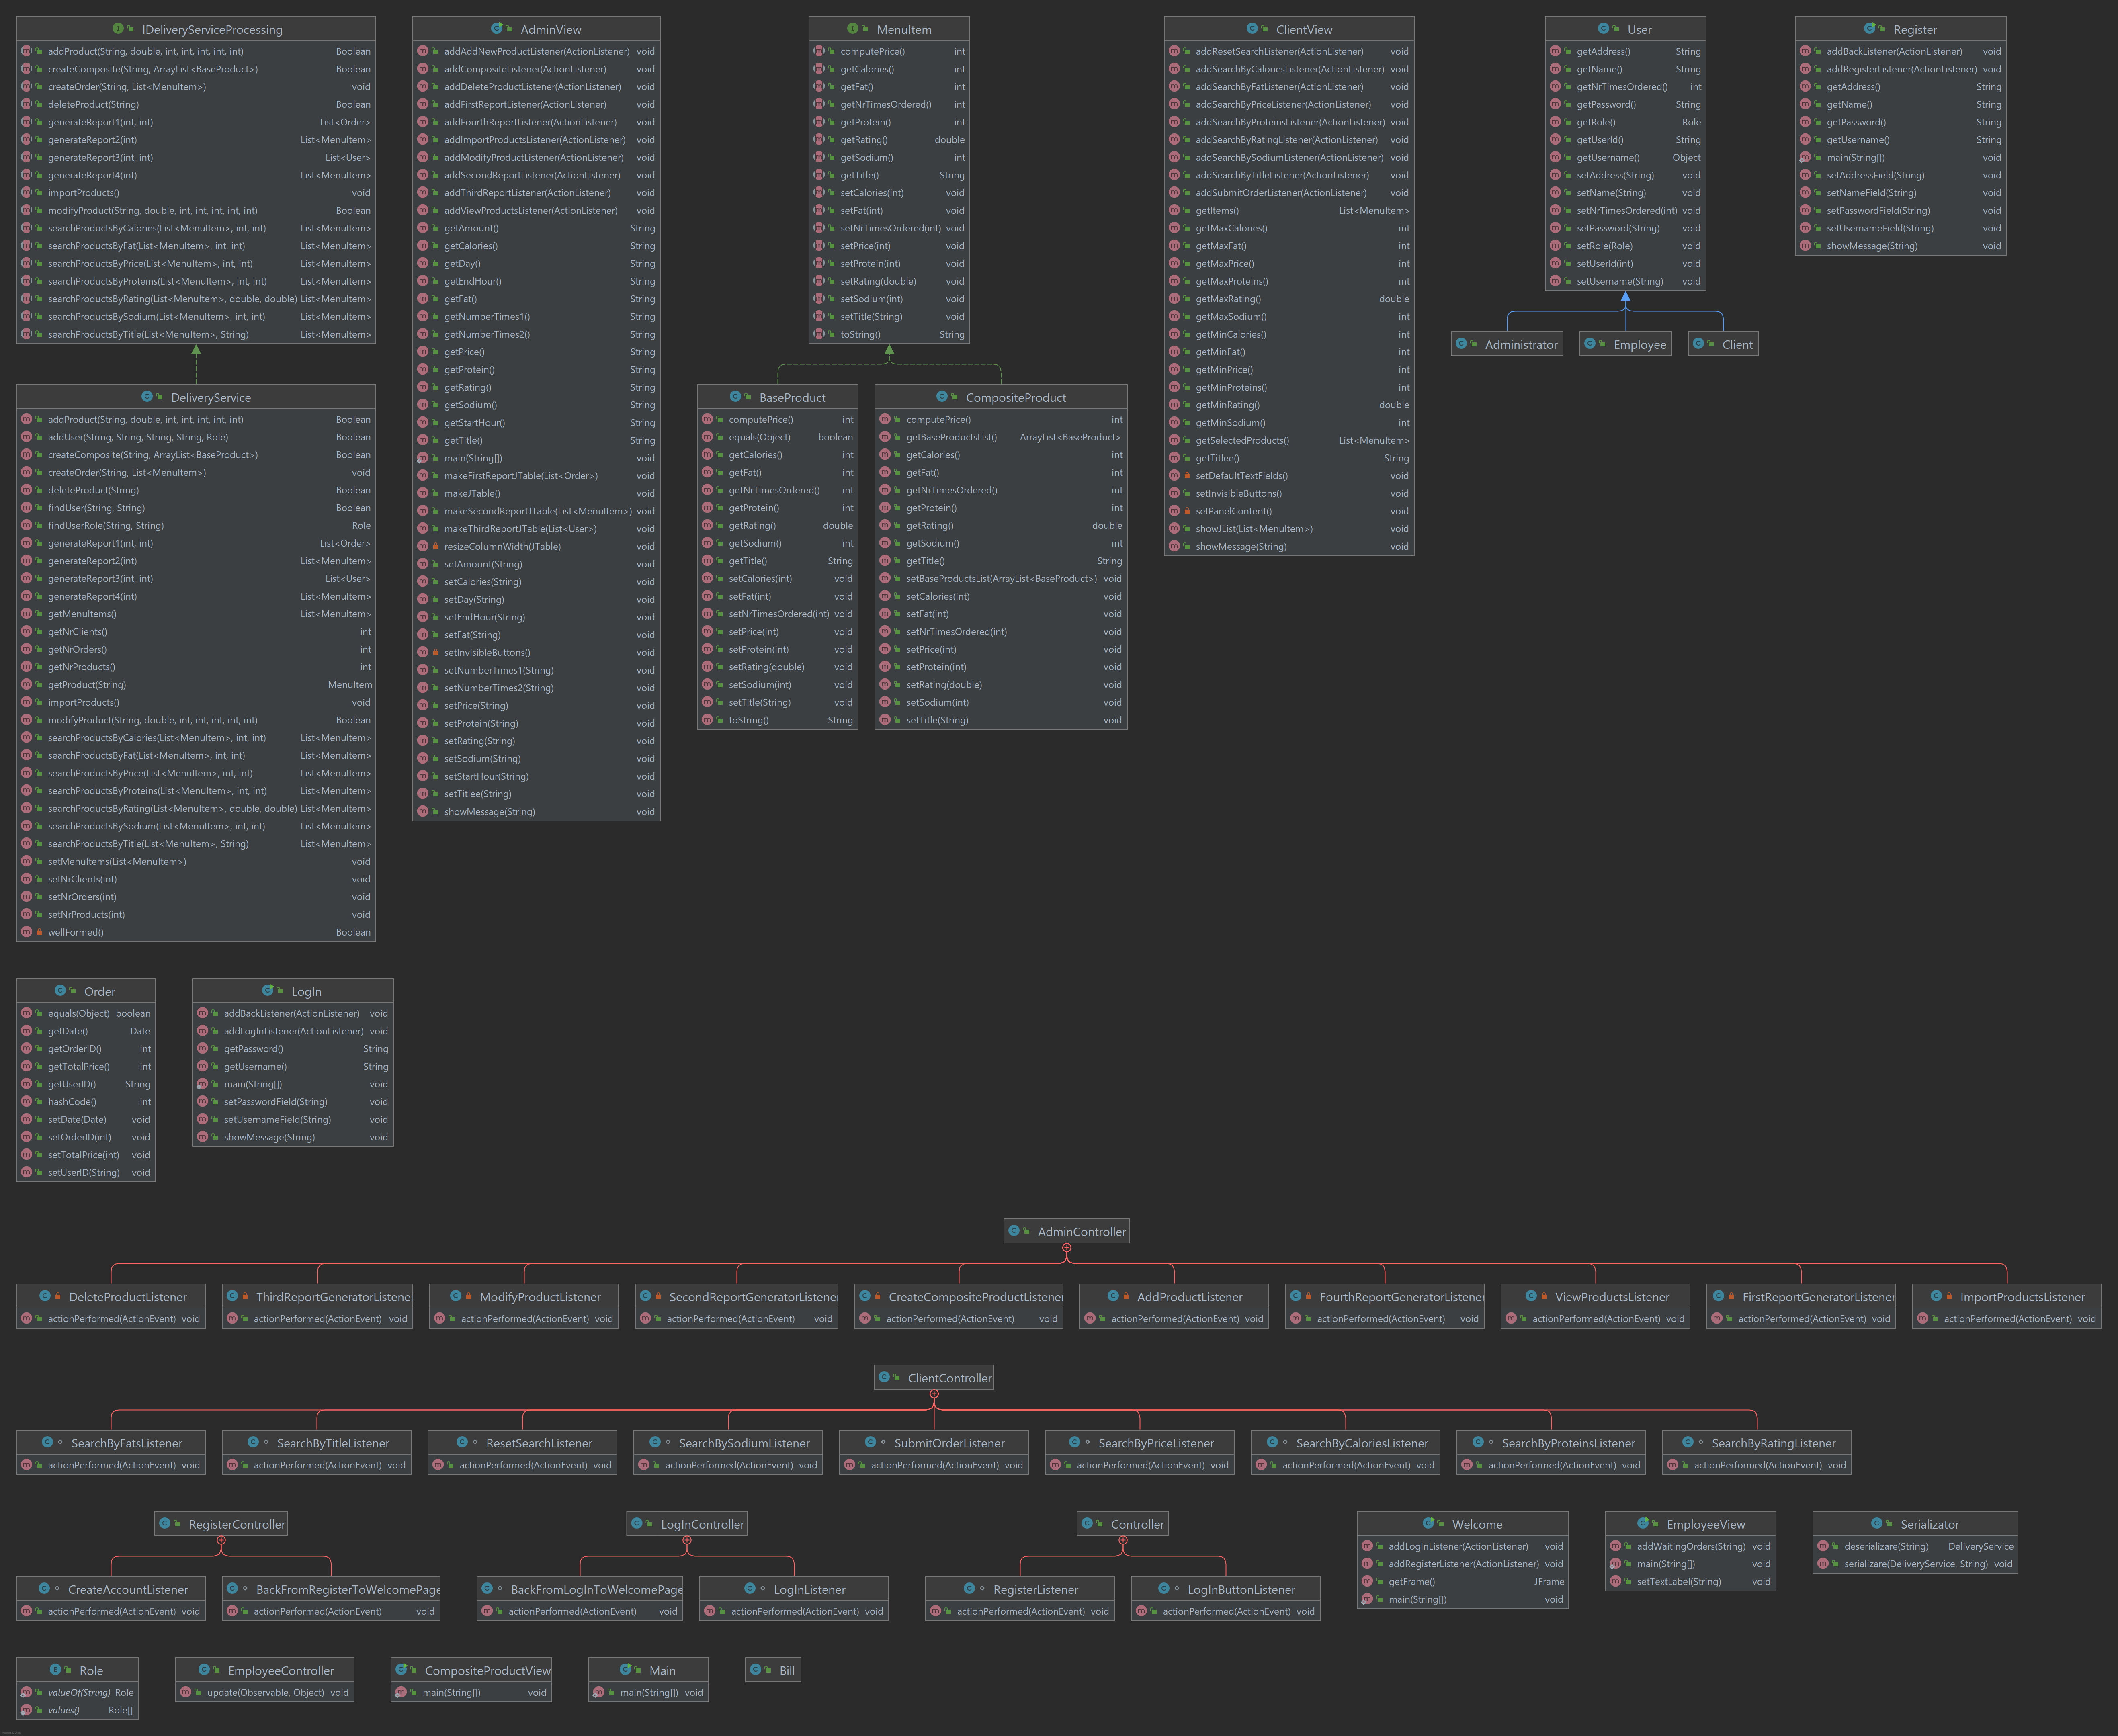 IDeliveryServiceProcessing
addProduct(String, double, int, int, int, int, int) Boolean
createComposite(String, ArrayList<BaseProduct>) Boolean
createOrder(String, List<MenuItem>) void
deleteProduct(String) Boolean
generateReport1(int, int) List<Order>
generateReport2(int) List<MenuItem>
generateReport3(int, int) List<User>
generateReport4(int) List<MenuItem>
importProducts() void
modifyProduct(String, double, int, int, int, int, int) Boolean
searchProductsByCalories(List<MenuItem>, int, int) List<MenuItem>
searchProductsByFat(List<MenuItem>, int, int) List<MenuItem>
searchProductsByPrice(List<MenuItem>, int, int) List<MenuItem>
searchProductsByProteins(List<MenuItem>, int, int) List<MenuItem>
searchProductsByRating(List<MenuItem>, double, double) List<MenuItem>
searchProductsBySodium(List<MenuItem>, int, int) List<MenuItem>
searchProductsByTitle(List<MenuItem>, String) List<MenuItem>
DeliveryService
addProduct(String, double, int, int, int, int, int) Boolean
addUser(String, String, String, String, Role) Boolean
createComposite(String, ArrayList<BaseProduct>) Boolean
createOrder(String, List<MenuItem>) void
deleteProduct(String) Boolean
findUser(String, String) Boolean
findUserRole(String, String) Role
generateReport1(int, int) List<Order>
generateReport2(int) List<MenuItem>
generateReport3(int, int) List<User>
generateReport4(int) List<MenuItem>
getMenuItems() List<MenuItem>
getNrClients() int
getNrOrders() int
getNrProducts() int
getProduct(String) MenuItem
importProducts() void
modifyProduct(String, double, int, int, int, int, int) Boolean
searchProductsByCalories(List<MenuItem>, int, int) List<MenuItem>
searchProductsByFat(List<MenuItem>, int, int) List<MenuItem>
searchProductsByPrice(List<MenuItem>, int, int) List<MenuItem>
searchProductsByProteins(List<MenuItem>, int, int) List<MenuItem>
searchProductsByRating(List<MenuItem>, double, double) List<MenuItem>
searchProductsBySodium(List<MenuItem>, int, int) List<MenuItem>
searchProductsByTitle(List<MenuItem>, String) List<MenuItem>
setMenuItems(List<MenuItem>) void
setNrClients(int) void
setNrOrders(int) void
setNrProducts(int) void
wellFormed() Boolean
AdminView
addAddNewProductListener(ActionListener) void
addCompositeListener(ActionListener) void
addDeleteProductListener(ActionListener) void
addFirstReportListener(ActionListener) void
addFourthReportListener(ActionListener) void
addImportProductsListener(ActionListener) void
addModifyProductListener(ActionListener) void
addSecondReportListener(ActionListener) void
addThirdReportListener(ActionListener) void
addViewProductsListener(ActionListener) void
getAmount() String
getCalories() String
getDay() String
getEndHour() String
getFat() String
getNumberTimes1() String
getNumberTimes2() String
getPrice() String
getProtein() String
getRating() String
getSodium() String
getStartHour() String
getTitle() String
main(String[]) void
makeFirstReportJTable(List<Order>) void
makeJTable() void
makeSecondReportJTable(List<MenuItem>) void
makeThirdReportJTable(List<User>) void
resizeColumnWidth(JTable) void
setAmount(String) void
setCalories(String) void
setDay(String) void
setEndHour(String) void
setFat(String) void
setInvisibleButtons() void
setNumberTimes1(String) void
setNumberTimes2(String) void
setPrice(String) void
setProtein(String) void
setRating(String) void
setSodium(String) void
setStartHour(String) void
setTitlee(String) void
showMessage(String) void
MenuItem
computePrice() int
getCalories() int
getFat() int
getNrTimesOrdered() int
getProtein() int
getRating() double
getSodium() int
getTitle() String
setCalories(int) void
setFat(int) void
setNrTimesOrdered(int) void
setPrice(int) void
setProtein(int) void
setRating(double) void
setSodium(int) void
setTitle(String) void
toString() String
BaseProduct
computePrice() int
equals(Object) boolean
getCalories() int
getFat() int
getNrTimesOrdered() int
getProtein() int
getRating() double
getSodium() int
getTitle() String
setCalories(int) void
setFat(int) void
setNrTimesOrdered(int) void
setPrice(int) void
setProtein(int) void
setRating(double) void
setSodium(int) void
setTitle(String) void
toString() String
CompositeProduct
computePrice() int
getBaseProductsList() ArrayList<BaseProduct>
getCalories() int
getFat() int
getNrTimesOrdered() int
getProtein() int
getRating() double
getSodium() int
getTitle() String
setBaseProductsList(ArrayList<BaseProduct>) void
setCalories(int) void
setFat(int) void
setNrTimesOrdered(int) void
setPrice(int) void
setProtein(int) void
setRating(double) void
setSodium(int) void
setTitle(String) void
ClientView
addResetSearchListener(ActionListener) void
addSearchByCaloriesListener(ActionListener) void
addSearchByFatListener(ActionListener) void
addSearchByPriceListener(ActionListener) void
addSearchByProteinsListener(ActionListener) void
addSearchByRatingListener(ActionListener) void
addSearchBySodiumListener(ActionListener) void
addSearchByTitleListener(ActionListener) void
addSubmitOrderListener(ActionListener) void
getItems() List<MenuItem>
getMaxCalories() int
getMaxFat() int
getMaxPrice() int
getMaxProteins() int
getMaxRating() double
getMaxSodium() int
getMinCalories() int
getMinFat() int
getMinPrice() int
getMinProteins() int
getMinRating() double
getMinSodium() int
getSelectedProducts() List<MenuItem>
getTitlee() String
setDefaultTextFields() void
setInvisibleButtons() void
setPanelContent() void
showJList(List<MenuItem>) void
showMessage(String) void
User
getAddress() String
getName() String
getNrTimesOrdered() int
getPassword() String
getRole() Role
getUserId() String
getUsername() Object
setAddress(String) void
setName(String) void
setNrTimesOrdered(int) void
setPassword(String) void
setRole(Role) void
setUserId(int) void
setUsername(String) void
Administrator
Employee
Client
Register
addBackListener(ActionListener) void
addRegisterListener(ActionListener) void
getAddress() String
getName() String
getPassword() String
getUsername() String
main(String[]) void
setAddressField(String) void
setNameField(String) void
setPasswordField(String) void
setUsernameField(String) void
showMessage(String) void
Order
equals(Object) boolean
getDate() Date
getOrderID() int
getTotalPrice() int
getUserID() String
hashCode() int
setDate(Date) void
setOrderID(int) void
setTotalPrice(int) void
setUserID(String) void
LogIn
addBackListener(ActionListener) void
addLogInListener(ActionListener) void
getPassword() String
getUsername() String
main(String[]) void
setPasswordField(String) void
setUsernameField(String) void
showMessage(String) void
AdminController
DeleteProductListener
actionPerformed(ActionEvent) void
ThirdReportGeneratorListener
actionPerformed(ActionEvent) void
ModifyProductListener
actionPerformed(ActionEvent) void
SecondReportGeneratorListener
actionPerformed(ActionEvent) void
CreateCompositeProductListener
actionPerformed(ActionEvent) void
AddProductListener
actionPerformed(ActionEvent) void
FourthReportGeneratorListener
actionPerformed(ActionEvent) void
ViewProductsListener
actionPerformed(ActionEvent) void
FirstReportGeneratorListener
actionPerformed(ActionEvent) void
ImportProductsListener
actionPerformed(ActionEvent) void
ClientController
SearchByFatsListener
actionPerformed(ActionEvent) void
SearchByTitleListener
actionPerformed(ActionEvent) void
ResetSearchListener
actionPerformed(ActionEvent) void
SearchBySodiumListener
actionPerformed(ActionEvent) void
SubmitOrderListener
actionPerformed(ActionEvent) void
SearchByPriceListener
actionPerformed(ActionEvent) void
SearchByCaloriesListener
actionPerformed(ActionEvent) void
SearchByProteinsListener
actionPerformed(ActionEvent) void
SearchByRatingListener
actionPerformed(ActionEvent) void
RegisterController
CreateAccountListener
actionPerformed(ActionEvent) void
BackFromRegisterToWelcomePage
actionPerformed(ActionEvent) void
LogInController
BackFromLogInToWelcomePage
actionPerformed(ActionEvent) void
LogInListener
actionPerformed(ActionEvent) void
Controller
RegisterListener
actionPerformed(ActionEvent) void
LogInButtonListener
actionPerformed(ActionEvent) void
Welcome
addLogInListener(ActionListener) void
addRegisterListener(ActionListener) void
getFrame() JFrame
main(String[]) void
EmployeeView
addWaitingOrders(String) void
main(String[]) void
setTextLabel(String) void
Serializator
deserializare(String) DeliveryService
serializare(DeliveryService, String) void
Role
valueOf(String) Role
values() Role[]
EmployeeController
update(Observable, Object) void
CompositeProductView
main(String[]) void
Main
main(String[]) void
Bill